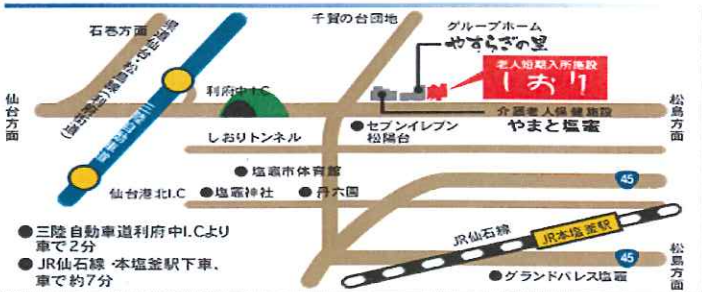 石巻方面
千賀の台団地
グループホーム
やすらぎの里
老人短期入所施設
しおり
仙台方面
利府中I.C
三陸自動車道
しおりトンネル
セブンイレブン
松陽台
介護老人保健施設
やまと塩竈
松島方面
●塩竈市体育館
仙台港北I.C
●塩竈神社
●丹六園
45
●三陸自動車道利府中I.Cより
車で2分
●JR仙石線・本塩釜駅下車、
車で約7分
JR仙石線
JR本塩釜駅
45
●グランドパレス塩竈
松島方面